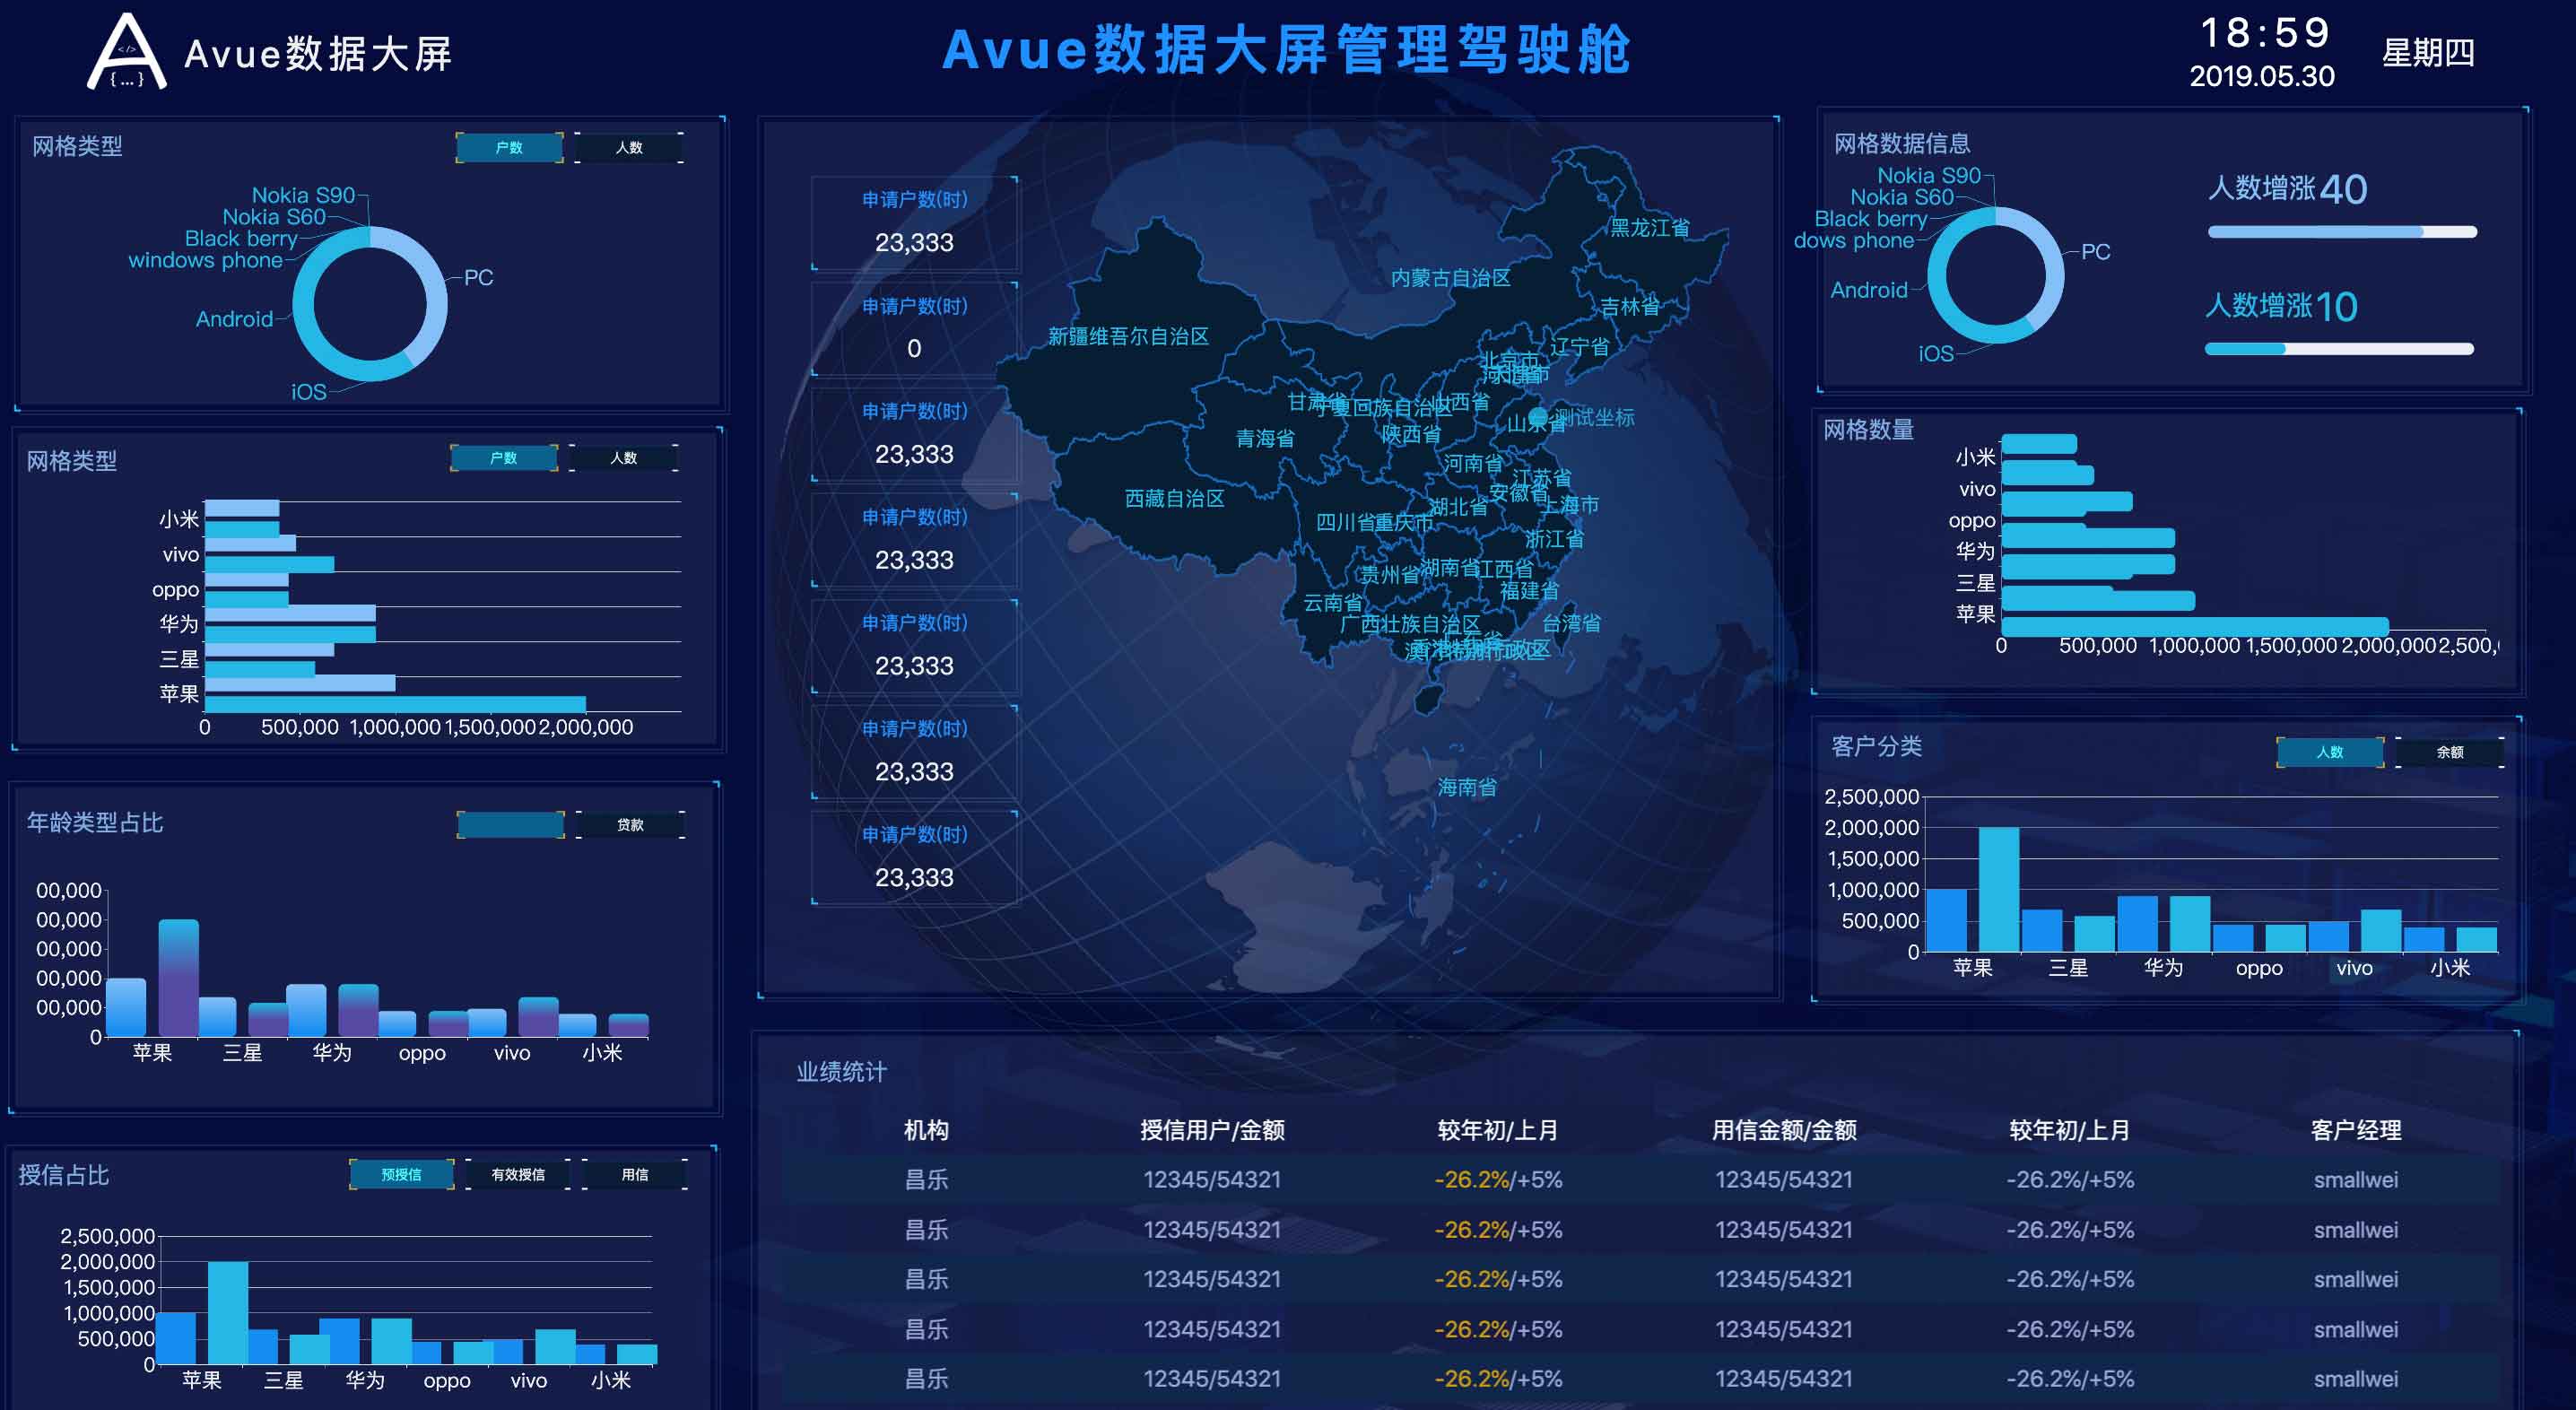 </>
{...}
Avue数据大屏
Avue数据大屏管理驾驶舱
18:59
2019.05.30
星期四
网格类型
户数
人数
Nokia S90
Nokia S60
Black berry
windows phone
PC
Android
iOS
网格类型
户数
人数
小米
vivo
oppo
华为
三星
苹果
0 500,000 1,000,000 1,500,000 2,000,000
年龄类型占比
贷款
00,000
00,000
00,000
00,000
00,000
0
苹果 三星 华为 oppo vivo 小米
授信占比
预授信
有效授信
用信
2,500,000
2,000,000
1,500,000
1,000,000
500,000
0
苹果 三星 华为 oppo vivo 小米
申请户数(时)
23,333
申请户数(时)
0
申请户数(时)
23,333
申请户数(时)
23,333
申请户数(时)
23,333
申请户数(时)
23,333
申请户数(时)
23,333
黑龙江省
内蒙古自治区
吉林省
新疆维吾尔自治区
辽宁省
北京市
甘肃省
宁夏回族自治区
山西省
山东省
测试坐标
青海省
陕西省
河南省
江苏省
西藏自治区
安徽省
湖北省
上海市
四川省
重庆市
浙江省
贵州省
湖南省
江西省
福建省
云南省
广西壮族自治区
台湾省
海南省
网格数据信息
Nokia S90
Nokia S60
Black berry
dows phone
PC
Android
iOS
人数增涨40
人数增涨10
网格数量
小米
vivo
oppo
华为
三星
苹果
0 500,000 1,000,000 1,500,000 2,000,000 2,500,(
客户分类
人数
余额
2,500,000
2,000,000
1,500,000
1,000,000
500,000
0
苹果 三星 华为 oppo vivo 小米
业绩统计
机构 授信用户/金额 较年初/上月 用信金额/金额 较年初/上月 客户经理
昌乐 12345/54321 -26.2%/+5% 12345/54321 -26.2%/+5% smallwei
昌乐 12345/54321 -26.2%/+5% 12345/54321 -26.2%/+5% smallwei
昌乐 12345/54321 -26.2%/+5% 12345/54321 -26.2%/+5% smallwei
昌乐 12345/54321 -26.2%/+5% 12345/54321 -26.2%/+5% smallwei
昌乐 12345/54321 -26.2%/+5% 12345/54321 -26.2%/+5% smallwei